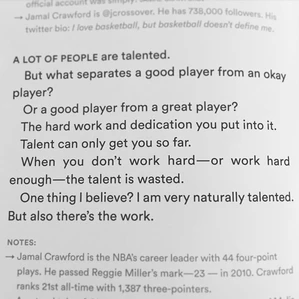 official account was simply
→ Jamal Crawford is @jcrossover. He has 738,000 followers. His
twitter bio: I love basketball, but basketball doesn't define me.
A LOT OF PEOPLE are talented.
But what separates a good player from an okay
player?
Or a good player from a great player?
The hard work and dedication you put into it.
Talent can only get you so far.
When you don't work hard—or work hard
enough—the talent is wasted.
One thing I believe? I am very naturally talented.
But also there's the work.
NOTES:
→ Jamal Crawford is the NBA's career leader with 44 four-point
plays. He passed Reggie Miller's mark—23 — in 2010. Crawford
ranks 21st all-time with 1,387 three-pointers.